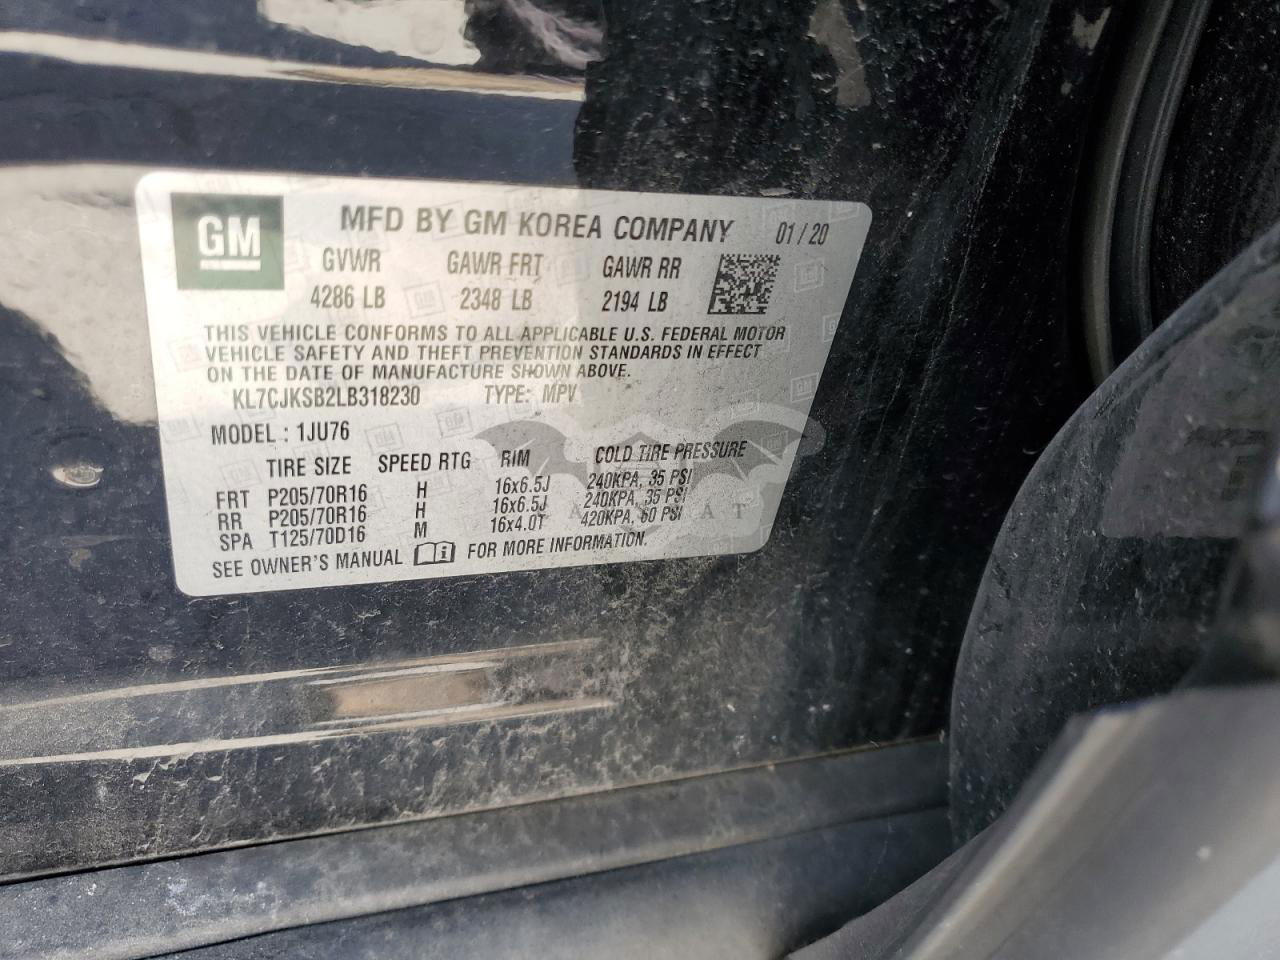 GM MFD BY GM KOREA COMPANY 01/20
GVWR GAWR FRT GAWR RR
4286 LB 2348 LB 2194 LB
THIS VEHICLE CONFORMS TO ALL APPLICABLE U.S. FEDERAL MOTOR
VEHICLE SAFETY AND THEFT PREVENTION STANDARDS IN EFFECT
ON THE DATE OF MANUFACTURE SHOWN ABOVE.
KL7CJKSB2LB318230 TYPE: MPV
MODEL : 1JU76
TIRE SIZE SPEED RTG RIM COLD TIRE PRESSURE
FRT P205/70R16 H 16x6.5J 240KPA, 35 PSI
RR P205/70R16 H 16x6.5J 240KPA, 35 PSI
SPA T125/70D16 M 16x4.0T 420KPA, 60 PSI
SEE OWNER'S MANUAL FOR MORE INFORMATION.